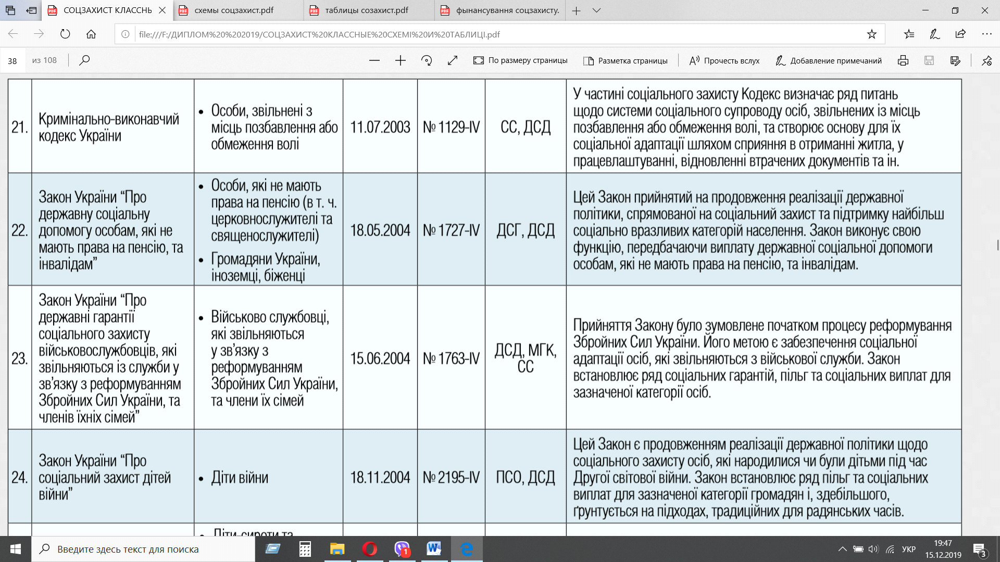 СОЦЗАХИСТ КЛАССНЬ
схемы соцзахист.pdf
таблицы созахист.pdf
фынансування соцзахисту.
file:///F:/ДИПЛОМ%20%202019/СОЦЗАХИСТ%20КЛАССНЫЕ%20СХЕМІ%20И%20ТАБЛИЦІ.pdf
38 из 108
По размеру страницы
Разметка страницы
Прочесть вслух
Добавление примечаний
21.
Кримінально-виконавчий
кодекс України
• Особи, звільнені з
місць позбавлення або
обмеження волі
11.07.2003
№ 1129-IV
СС, ДСД
У частині соціального захисту Кодекс визначає ряд питань
щодо системи соціального супроводу осіб, звільнених із місць
позбавлення або обмеження волі, та створює основу для їх
соціальної адаптації шляхом сприяння в отриманні житла, у
працевлаштуванні, відновленні втрачених документів та ін.
22.
Закон України “Про
державну соціальну
допомогу особам, які не
мають права на пенсію, та
інвалідам”
• Особи, які не мають
права на пенсію (в т. ч.
церковнослужителі та
священослужителі)
• Громадяни України,
іноземці, біженці
18.05.2004
№ 1727-IV
ДСГ, ДСД
Цей Закон прийнятий на продовження реалізації державної
політики, спрямованої на соціальний захист та підтримку найбільш
соціально вразливих категорій населення. Закон виконує свою
функцію, передбачаючи виплату державної соціальної допомоги
особам, які не мають права на пенсію, та інвалідам.
23.
Закон України “Про
державні гарантії
соціального захисту
військовослужбовців, які
звільняються із служби у
зв’язку з реформуванням
Збройних Сил України, та
членів їхніх сімей”
• Військово службовці,
які звільняються
у зв’язку з
реформуванням
Збройних Сил України,
та члени їх сімей
15.06.2004
№ 1763-IV
ДСД, МГК,
СС
Прийняття Закону було зумовлене початком процесу реформування
Збройних Сил України. Його метою є забезпечення соціальної
адаптації осіб, які звільняються з військової служби. Закон
встановлює ряд соціальних гарантій, пільг та соціальних виплат для
зазначеної категорії осіб.
24.
Закон України “Про
соціальний захист дітей
війни”
• Діти війни
18.11.2004
№ 2195-IV
ПСО, ДСД
Цей Закон є продовженням реалізації державної політики щодо
соціального захисту осіб, які народилися чи були дітьми під час
Другої світової війни. Закон встановлює ряд пільг та соціальних
виплат для зазначеної категорії громадян і, здебільшого,
ґрунтується на підходах, традиційних для радянських часів.
• Діти-сироти та
Введите здесь текст для поиска
1
УКР
19:47
15.12.2019
3